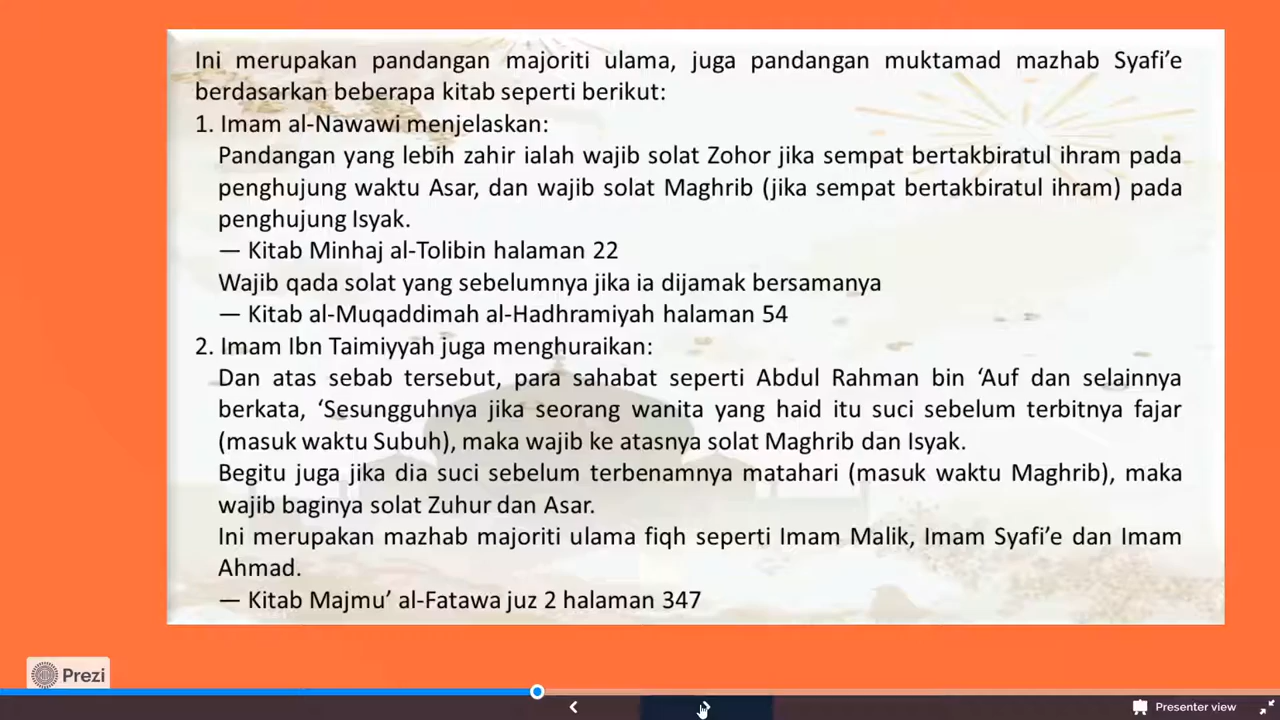 Ini merupakan pandangan majoriti ulama, juga pandangan muktamad mazhab Syafi’e
berdasarkan beberapa kitab seperti berikut:
1. Imam al-Nawawi menjelaskan:
Pandangan yang lebih zahir ialah wajib solat Zohor jika sempat bertakbiratul ihram pada
penghujung waktu Asar, dan wajib solat Maghrib (jika sempat bertakbiratul ihram) pada
penghujung Isyak.
— Kitab Minhaj al-Tolibin halaman 22
Wajib qada solat yang sebelumnya jika ia dijamak bersamanya
— Kitab al-Muqaddimah al-Hadhramiyah halaman 54
2. Imam Ibn Taimiyyah juga menghuraikan:
Dan atas sebab tersebut, para sahabat seperti Abdul Rahman bin ‘Auf dan selainnya
berkata, ‘Sesungguhnya jika seorang wanita yang haid itu suci sebelum terbitnya fajar
(masuk waktu Subuh), maka wajib ke atasnya solat Maghrib dan Isyak.
Begitu juga jika dia suci sebelum terbenamnya matahari (masuk waktu Maghrib), maka
wajib baginya solat Zuhur dan Asar.
Ini merupakan mazhab majoriti ulama fiqh seperti Imam Malik, Imam Syafi’e dan Imam
Ahmad.
— Kitab Majmu’ al-Fatawa juz 2 halaman 347
Prezi
Presenter view